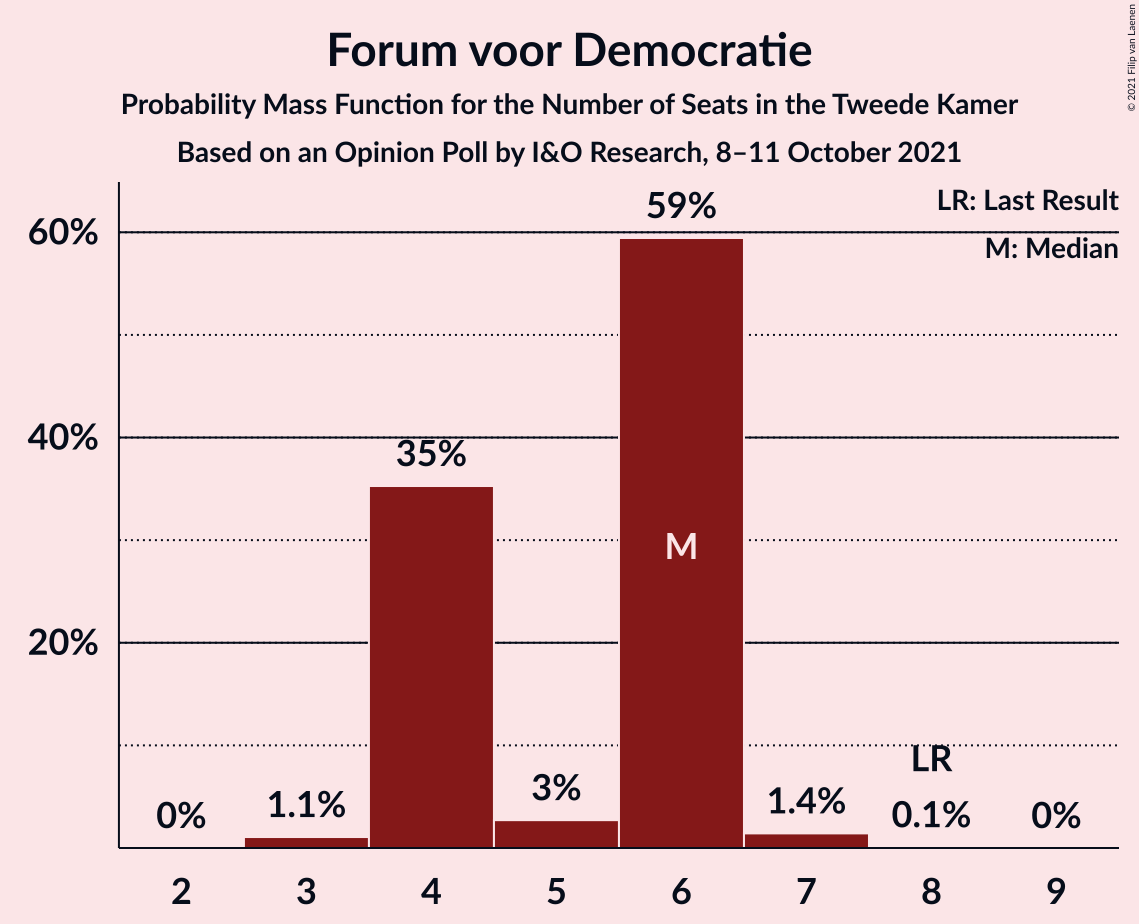 Forum voor Democratie
Probability Mass Function for the Number of Seats in the Tweede Kamer
Based on an Opinion Poll by I&O Research, 8–11 October 2021
© 2021 Filip van Laenen
LR: Last Result
M: Median
60%
40%
20%
0%
1.1%
35%
3%
59%
M
1.4%
LR
0.1%
0%
2 3 4 5 6 7 8 9